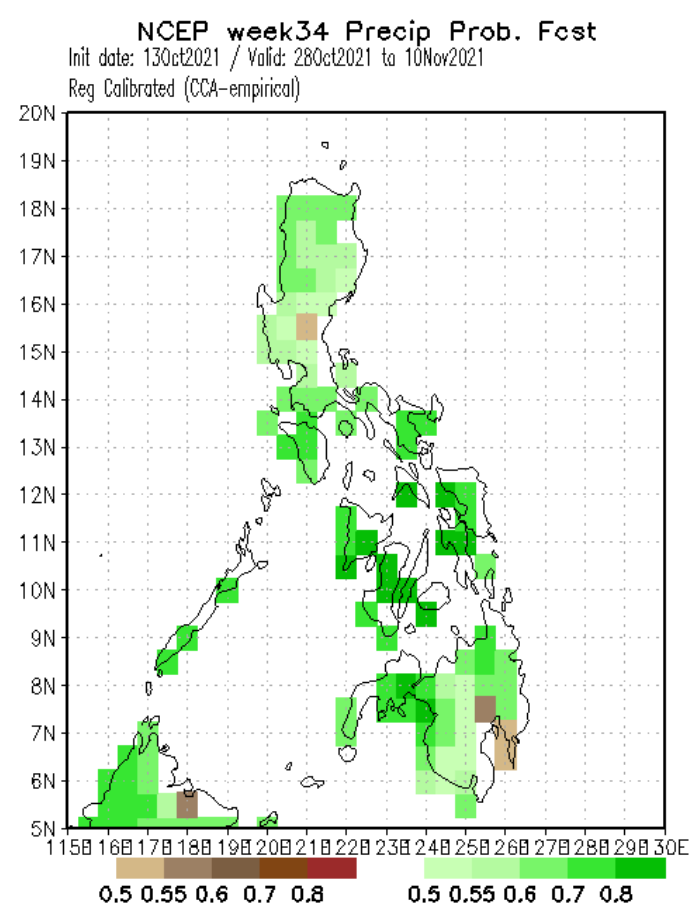 NCEP week34 Precip Prob. Fcst
Init date: 13Oct2021 / Valid: 28Oct2021 to 10Nov2021
Reg Calibrated (CCA-empirical)
20N
19N
18N
17N
16N
15N
14N
13N
12N
11N
10N
9N
8N
7N
6N
5N
115E 116E 117E 118E 119E 120E 121E 122E 123E 124E 125E 126E 127E 128E 129E 130E
0.5 0.55 0.6 0.7 0.8 0.5 0.55 0.6 0.7 0.8